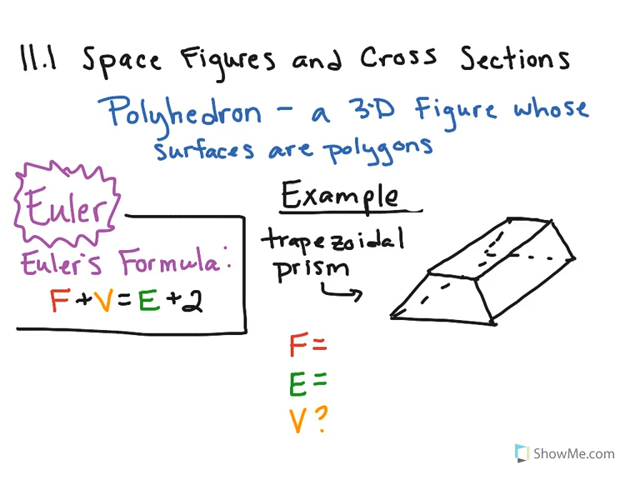 11.1 Space Figures and Cross Sections
Polyhedron - a 3-D Figure whose
surfaces are polygons
Euler
Euler's Formula:
F+V=E+2
Example
trapezoidal
prism
F=
E=
V?
ShowMe.com